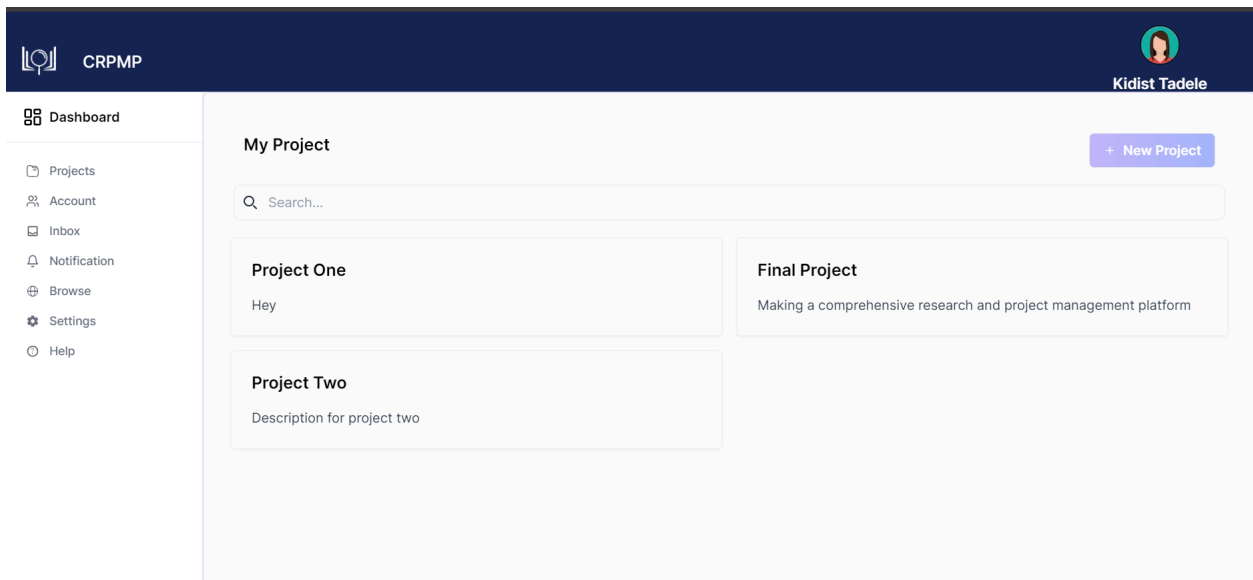 CRPMP
Kidist Tadele
Dashboard
Projects
Account
Inbox
Notification
Browse
Settings
Help
My Project
+ New Project
Search...
Project One
Hey
Final Project
Making a comprehensive research and project management platform
Project Two
Description for project two